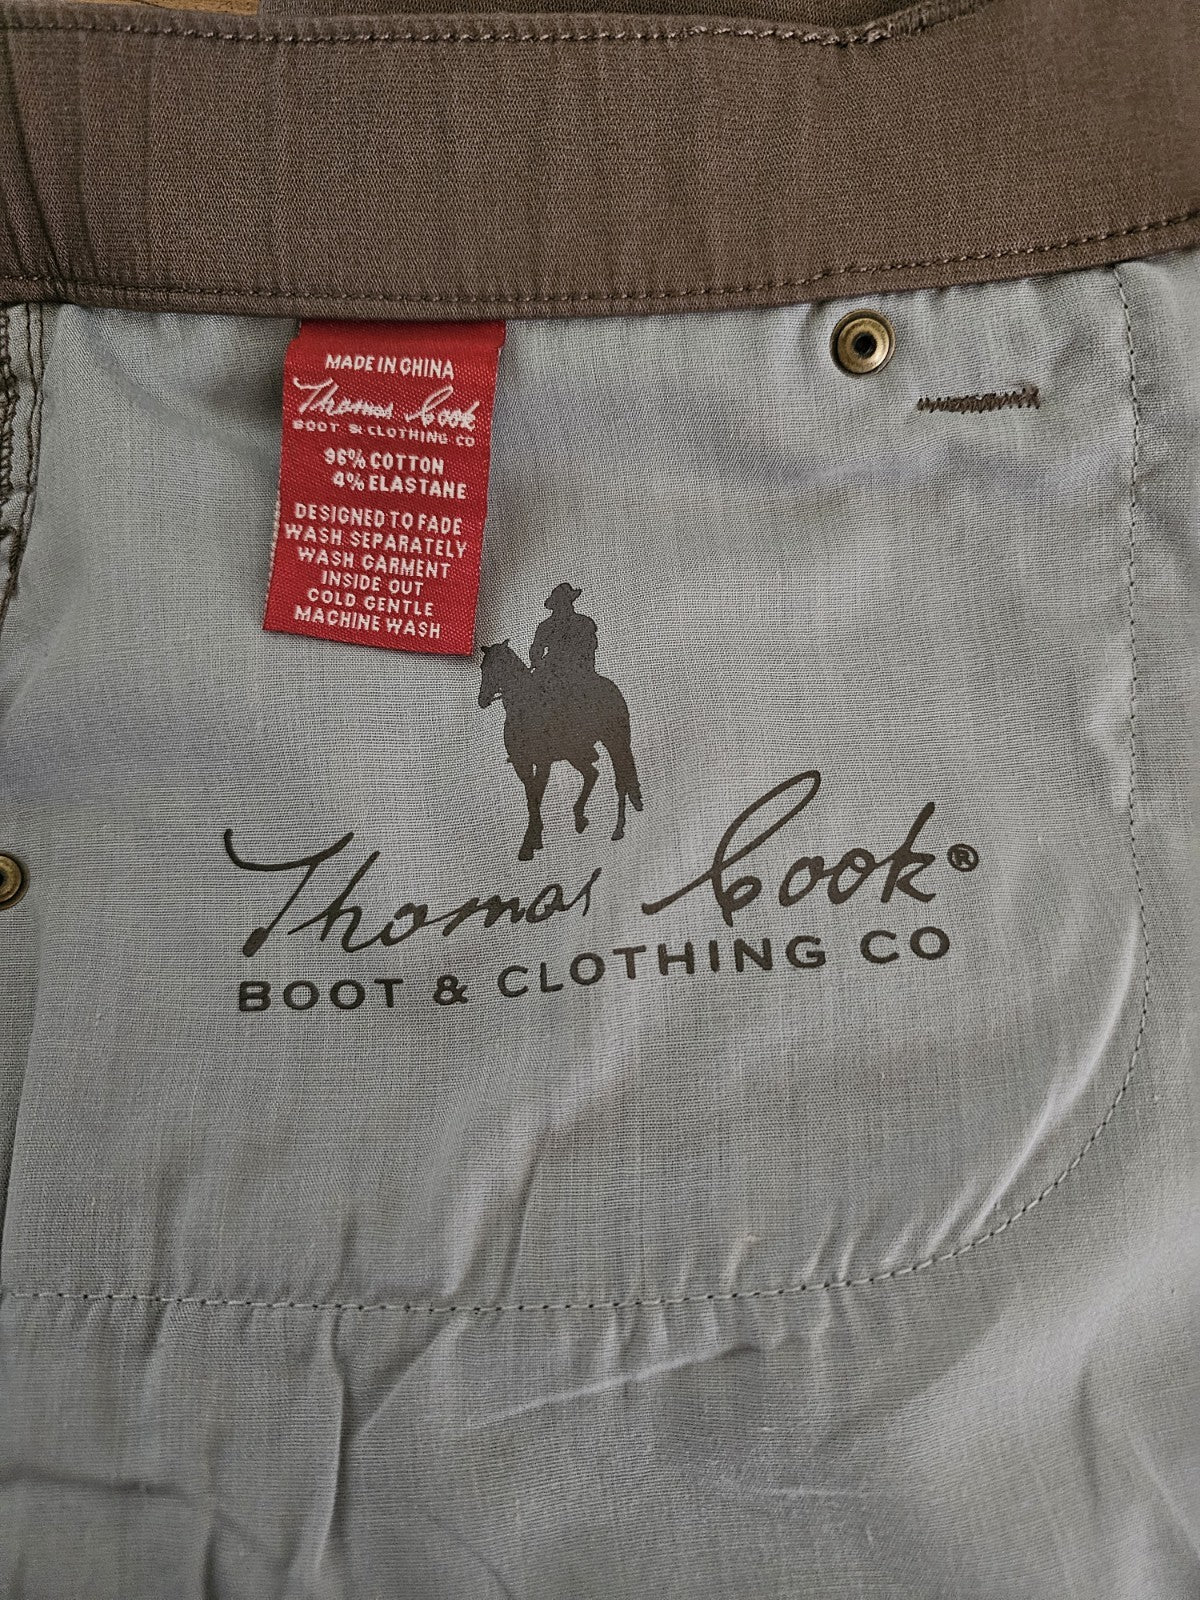 MADE IN CHINA
Thomas Cook
BOOT & CLOTHING CO
96% COTTON
4% ELASTANE
DESIGNED TO FADE
WASH SEPARATELY
WASH GARMENT
INSIDE OUT
COLD GENTLE
MACHINE WASH
Thomas Cook®
BOOT & CLOTHING CO